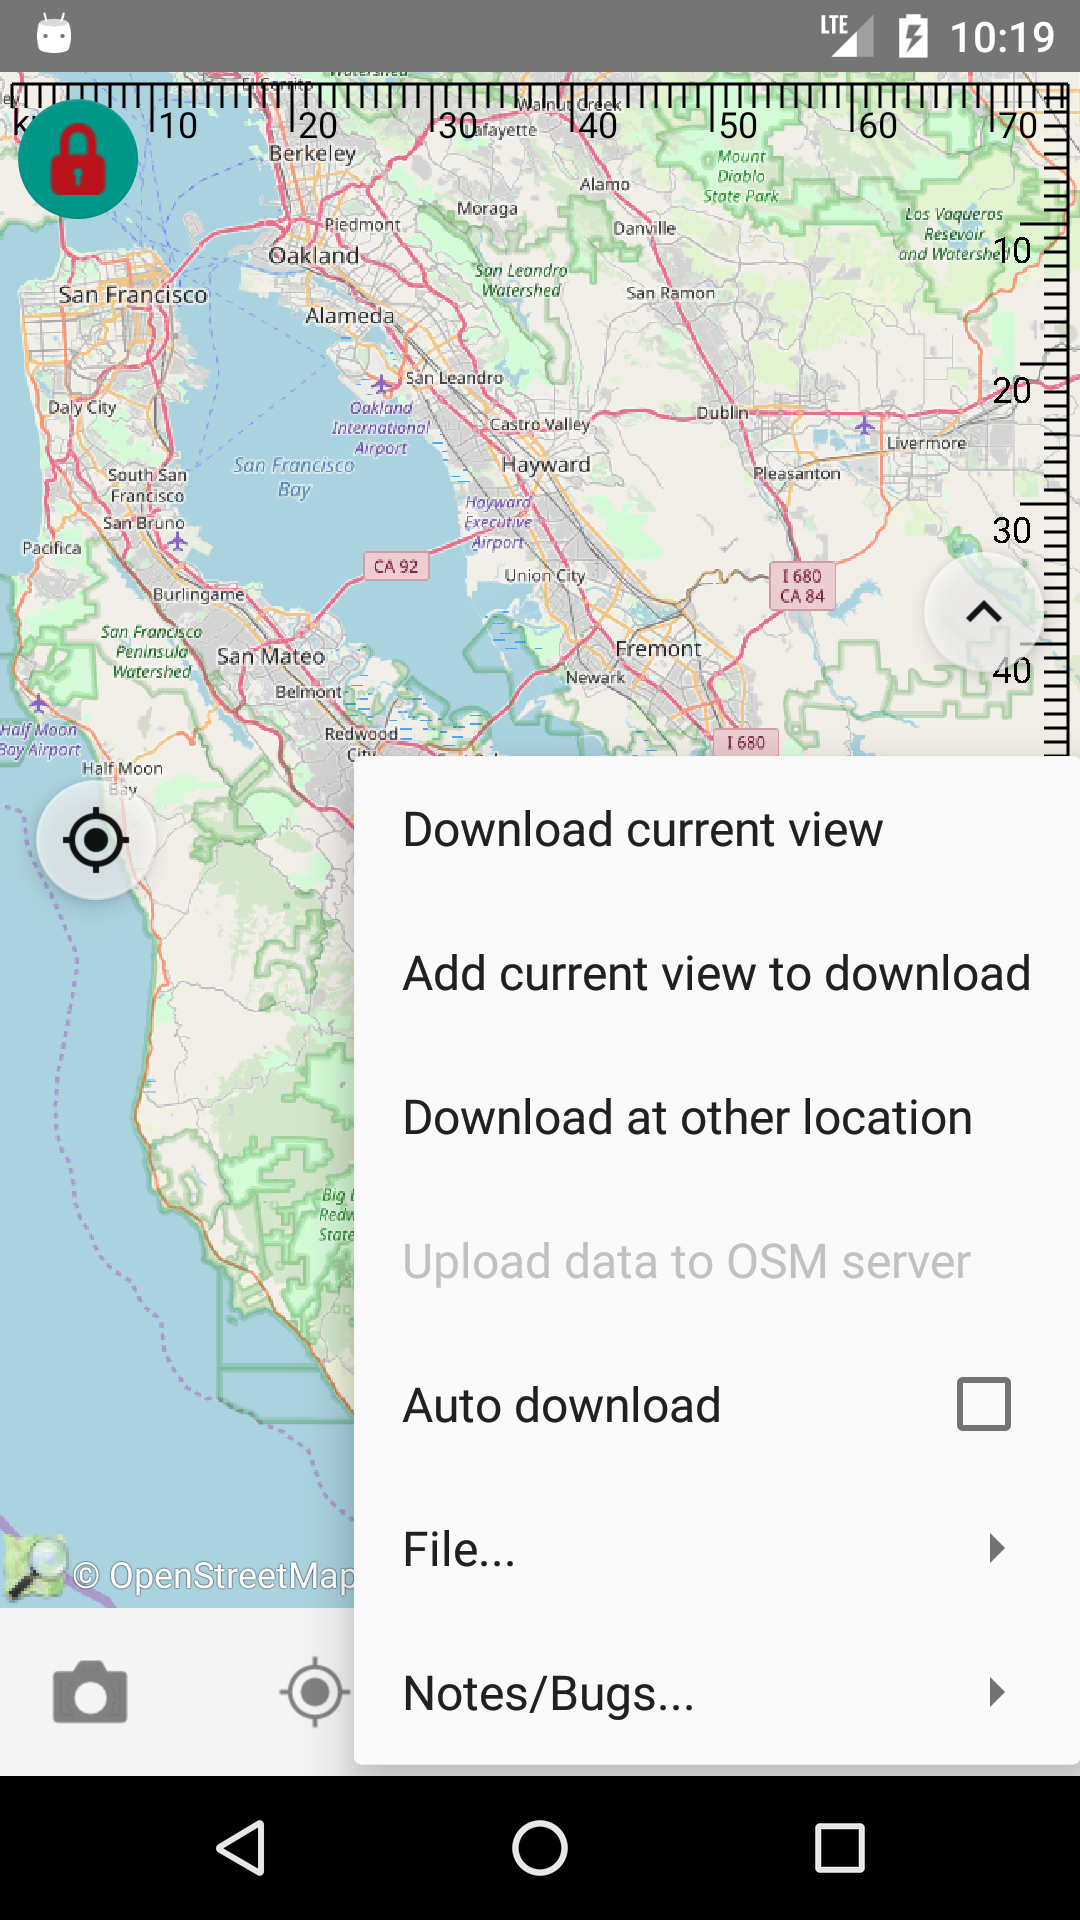 LTE 10:19
El Cerrito
Walnut Creek
10 20 30 40 50 60 70
Lafayette
Berkeley
Mount
Diablo
State Park
Alamo
Moraga
Piedmont
Danville
Los Vaqueros
Resevoir
and Watershed
10
Oakland
San Leandro
Watershed
San Francisco
San Ramon
Alameda
San Leandro
20
Daly City
Oakland
International
Airport
Dublin
Castro Valley
Livermore
San Francisco
Bay
Hayward
Pleasanton
South San
Francisco
Hayward
Executive
Airport
San Bruno
30
Pacifica
CA 92
Union City
I 680
CA 84
Burlingame
San Francisco
Peninsula
Watershed
San Mateo
Fremont
40
Newark
Belmont
Half Moon
Bay Airport
Redwood
City
I 680
Half Moon
Bay
Download current view
Add current view to download
Download at other location
Big
State
Upload data to OSM server
Auto download
File...
© OpenStreetMap
Notes/Bugs...